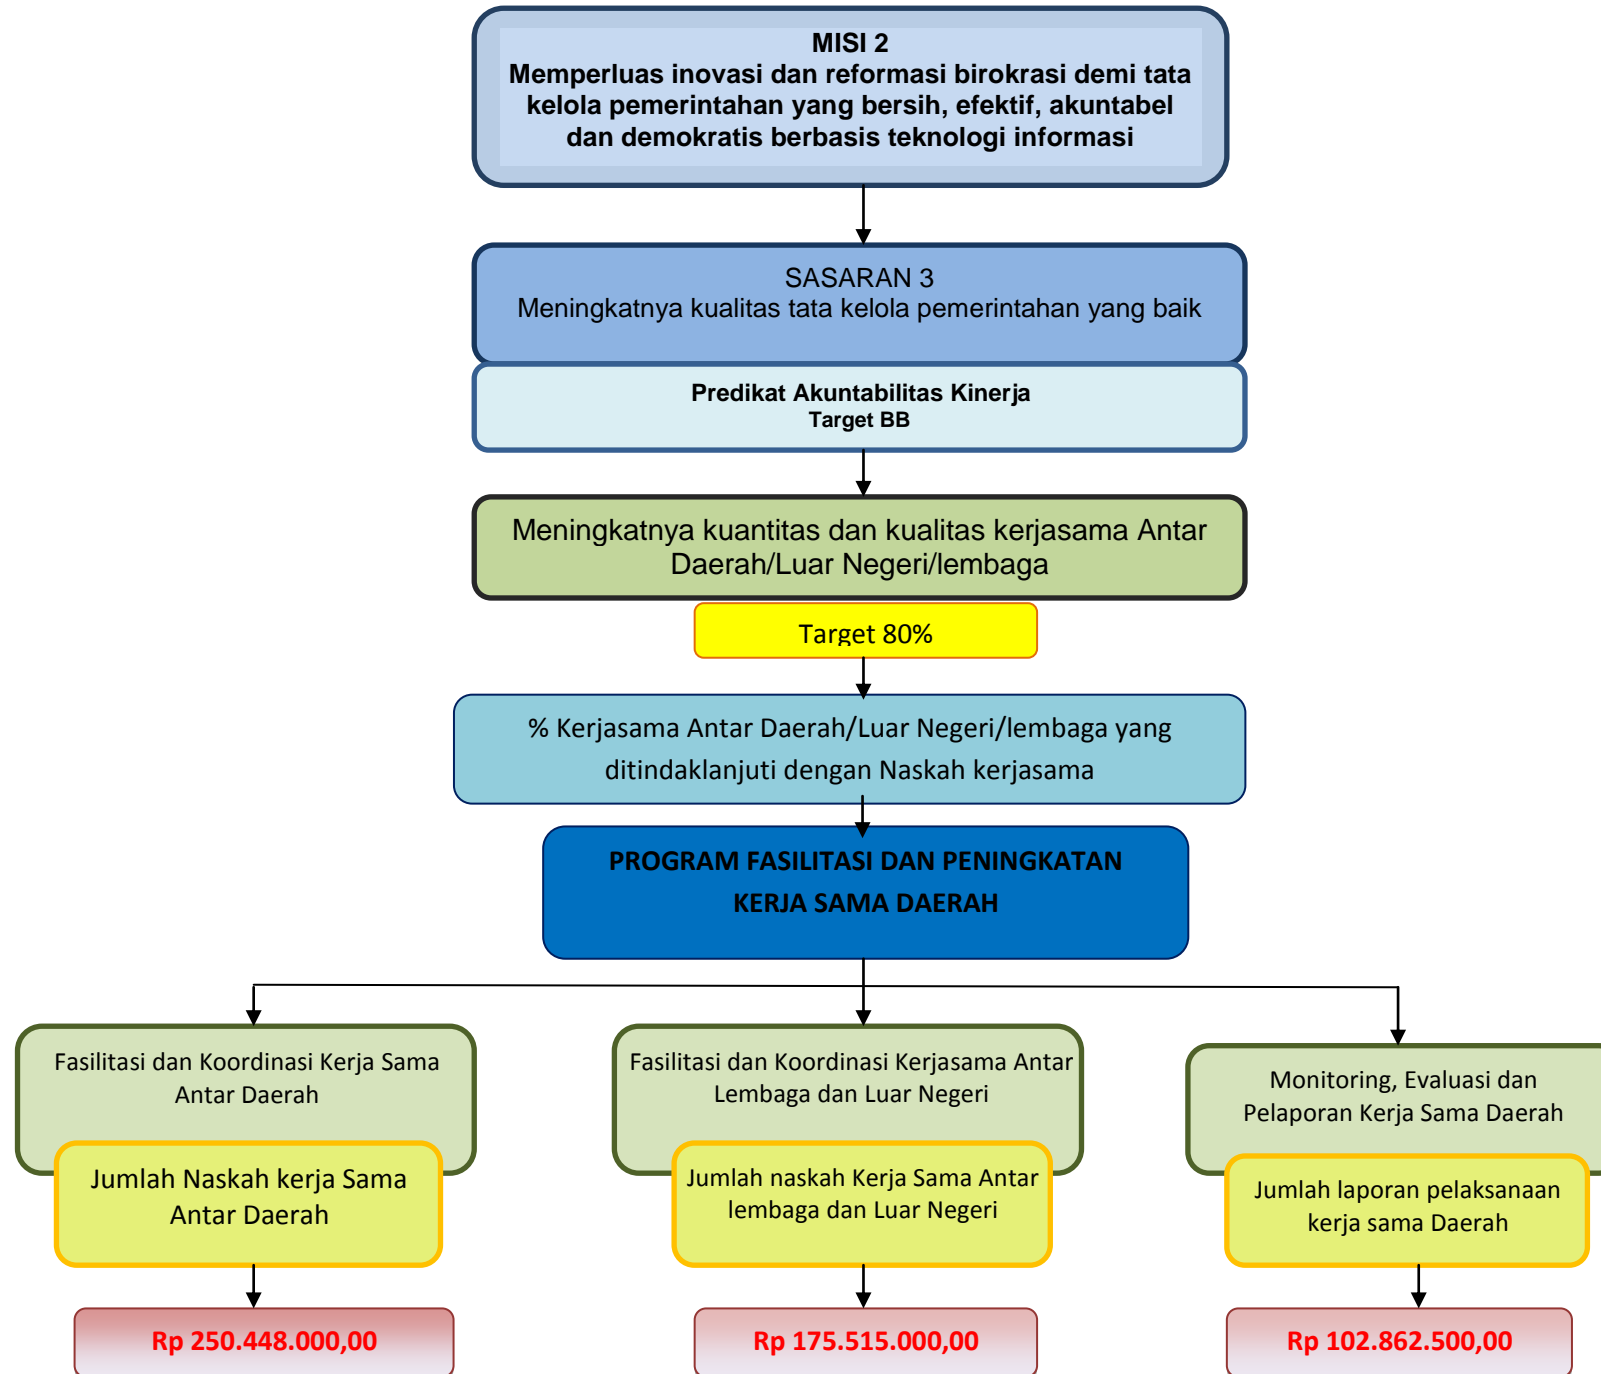 MISI 2
Memperluas inovasi dan reformasi birokrasi demi tata
kelola pemerintahan yang bersih, efektif, akuntabel
dan demokratis berbasis teknologi informasi
SASARAN 3
Meningkatnya kualitas tata kelola pemerintahan yang baik
Predikat Akuntabilitas Kinerja
Target BB
Meningkatnya kuantitas dan kualitas kerjasama Antar
Daerah/Luar Negeri/lembaga
Target 80%
% Kerjasama Antar Daerah/Luar Negeri/lembaga yang
ditindaklanjuti dengan Naskah kerjasama
PROGRAM FASILITASI DAN PENINGKATAN
KERJA SAMA DAERAH
Fasilitasi dan Koordinasi Kerja Sama
Antar Daerah
Jumlah Naskah kerja Sama
Antar Daerah
Rp 250.448.000,00
Fasilitasi dan Koordinasi Kerjasama Antar
Lembaga dan Luar Negeri
Jumlah naskah Kerja Sama Antar
lembaga dan Luar Negeri
Rp 175.515.000,00
Monitoring, Evaluasi dan
Pelaporan Kerja Sama Daerah
Jumlah laporan pelaksanaan
kerja sama Daerah
Rp 102.862.500,00